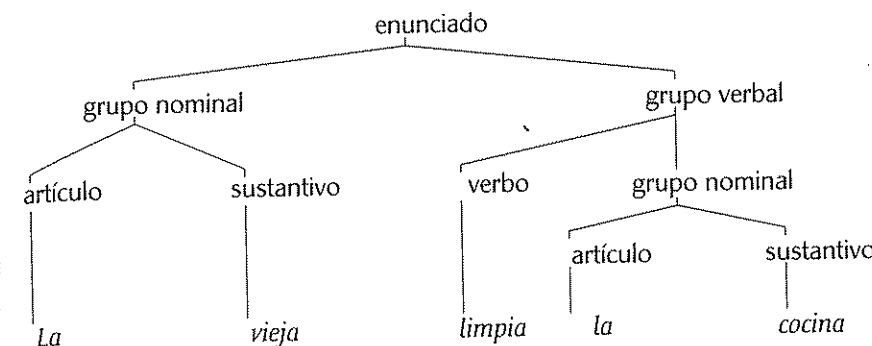 enunciado
grupo nominal grupo verbal
artículo sustantivo verbo grupo nominal
artículo sustantivo
La vieja limpia la cocina